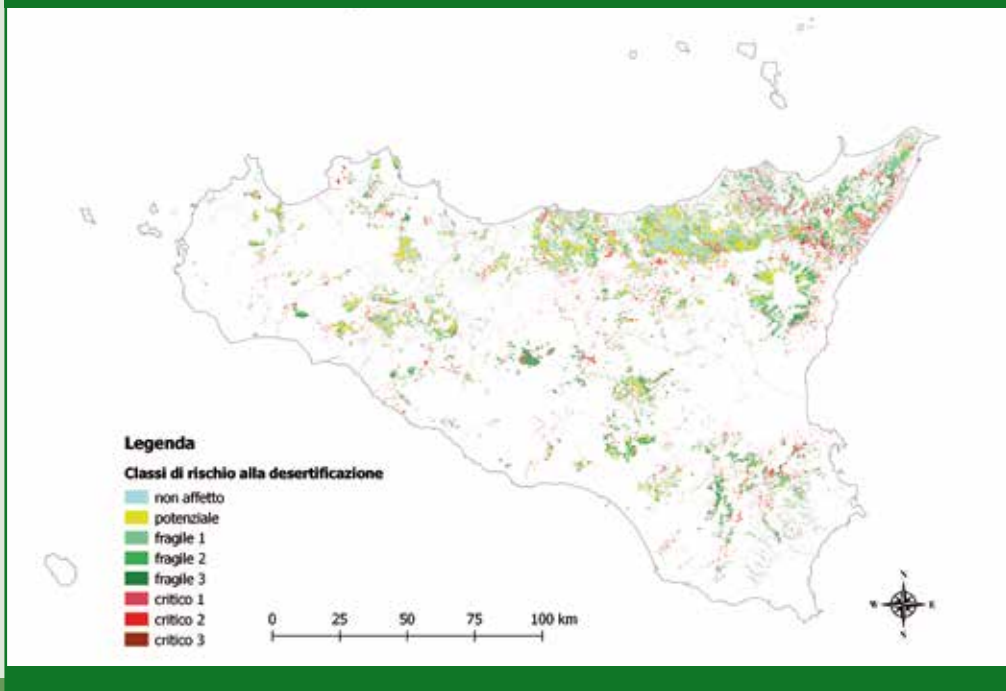 Legenda
Classi di rischio alla desertificazione
non affetto
potenziale
fragile 1
fragile 2
fragile 3
critico 1
critico 2
critico 3
0 25 50 75 100 km
N
W E
S